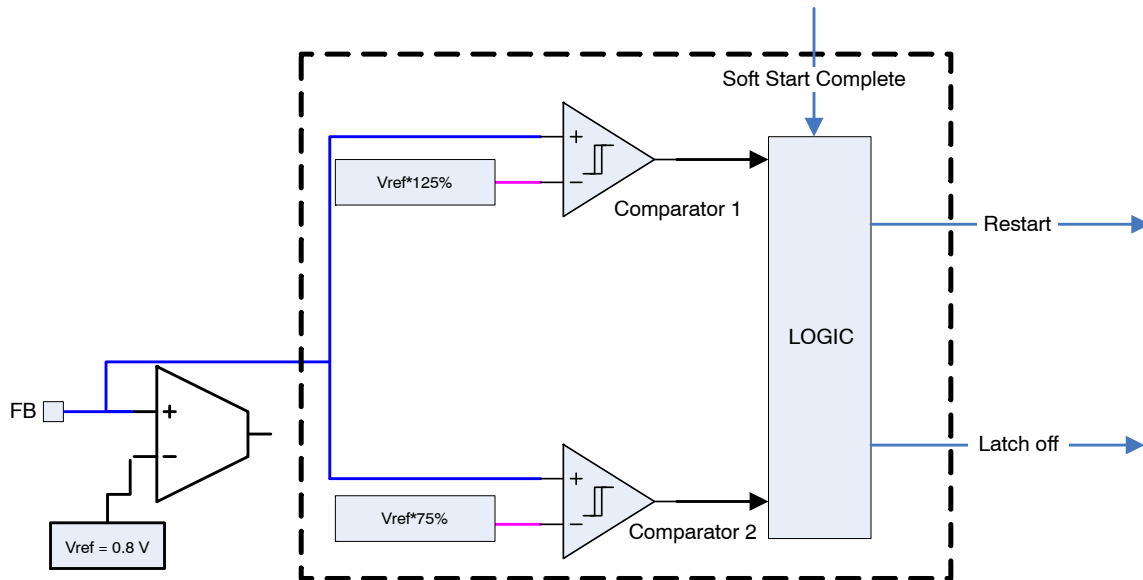 Soft Start Complete
+
Vref*125%
−
Comparator 1
Restart
LOGIC
FB
+
−
Latch off
+
Vref*75%
−
Comparator 2
Vref = 0.8 V